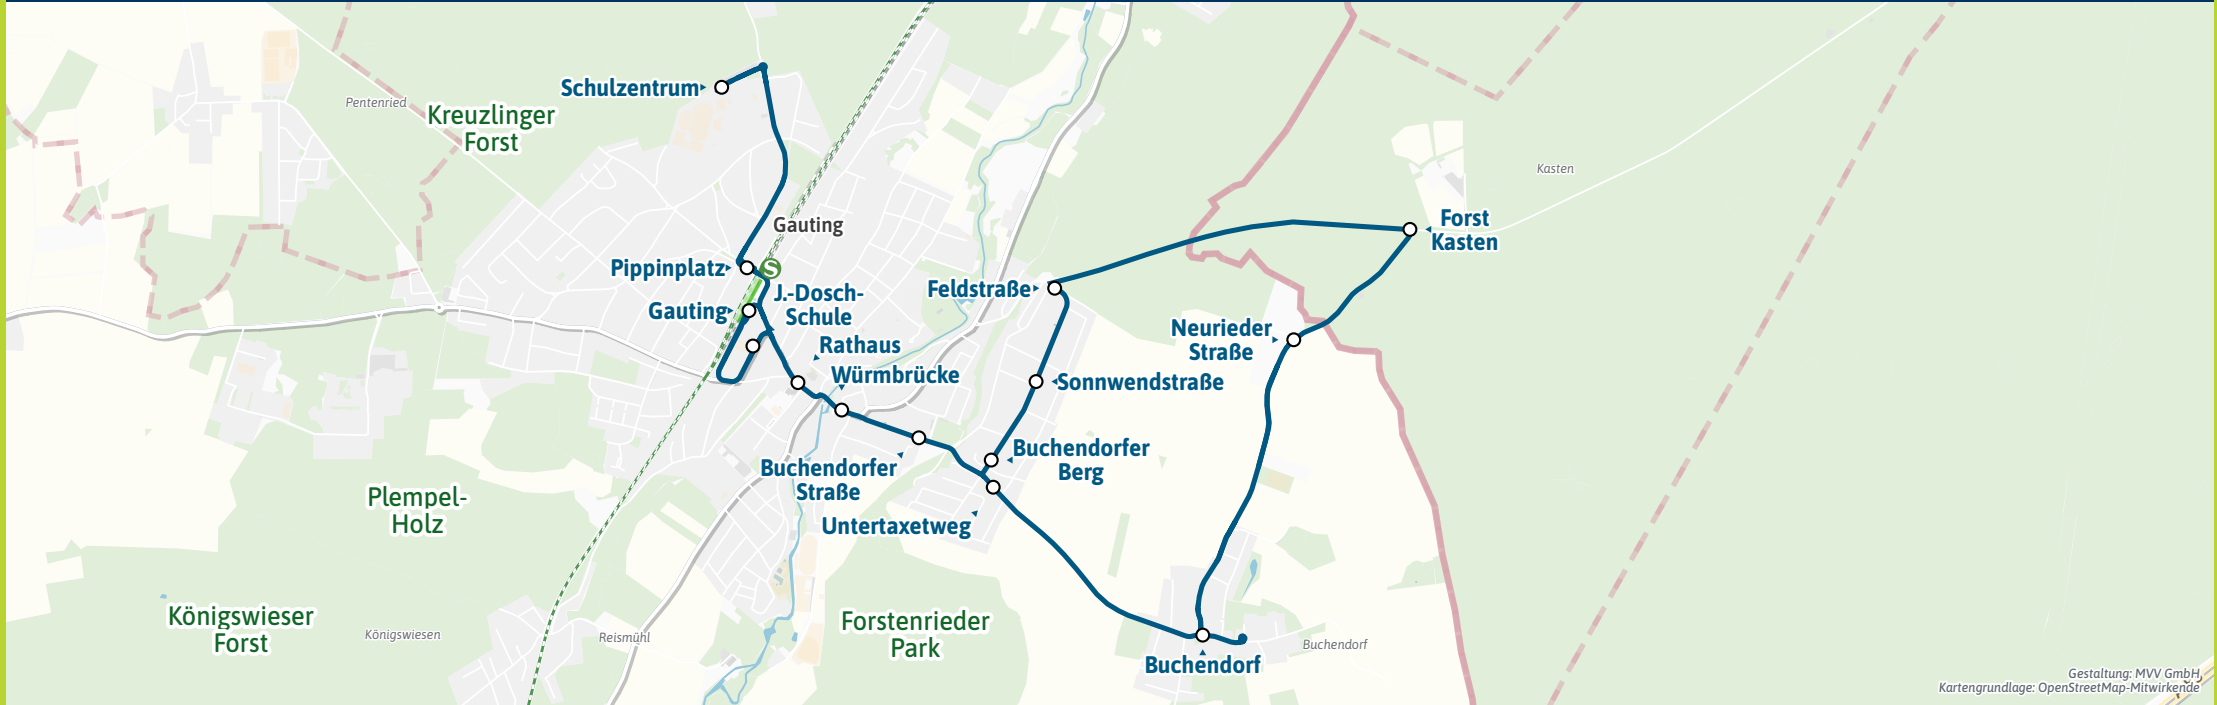 Schulzentrum
Pentenried
Kreuzlinger
Forst
Kasten
Gauting
Forst
Kasten
Pippinplatz
S
Feldstraße
J.-Dosch-
Schule
Gauting
Neurieder
Straße
Rathaus
Würmbrücke
Sonnwendstraße
Buchendorfer
Berg
Buchendorfer
Straße
Plempel-
Holz
Untertaxetweg
Königswieser
Forst
Königswiesen
Reismühl
Forstenrieder
Park
Buchendorf
Buchendorf
Gestaltung: MVV GmbH
Kartengrundlage: OpenStreetMap-Mitwirkende